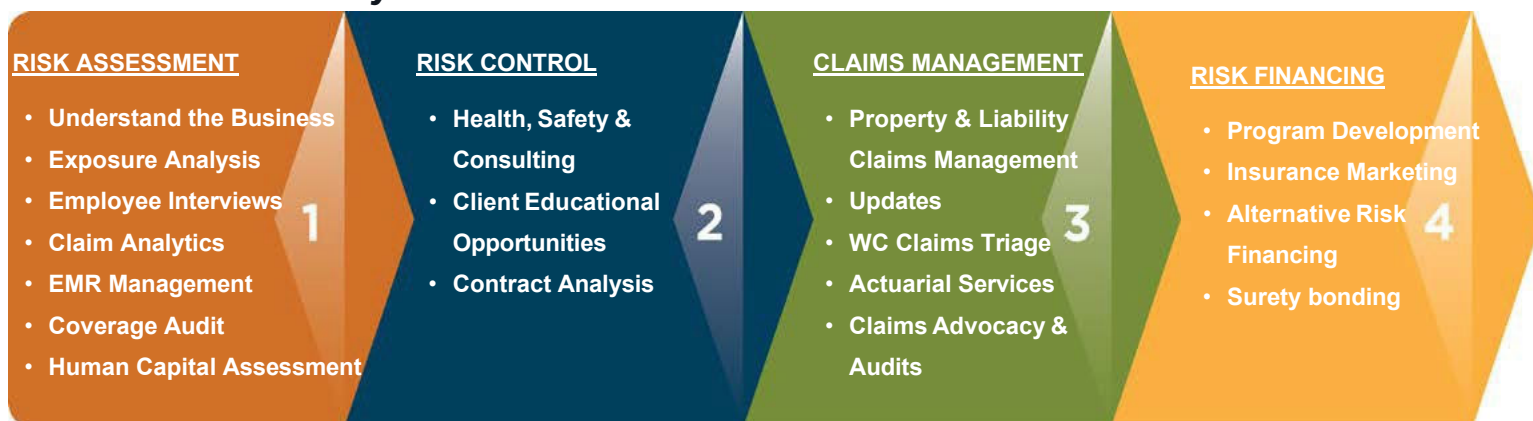 RISK ASSESSMENT
• Understand the Business
• Exposure Analysis
• Employee Interviews
• Claim Analytics
• EMR Management
• Coverage Audit
• Human Capital Assessment
1
RISK CONTROL
• Health, Safety &
Consulting
• Client Educational
Opportunities
• Contract Analysis
2
CLAIMS MANAGEMENT
• Property & Liability
Claims Management
• Updates
• WC Claims Triage
• Actuarial Services
• Claims Advocacy &
Audits
3
RISK FINANCING
• Program Development
• Insurance Marketing
• Alternative Risk
Financing
• Surety bonding
4